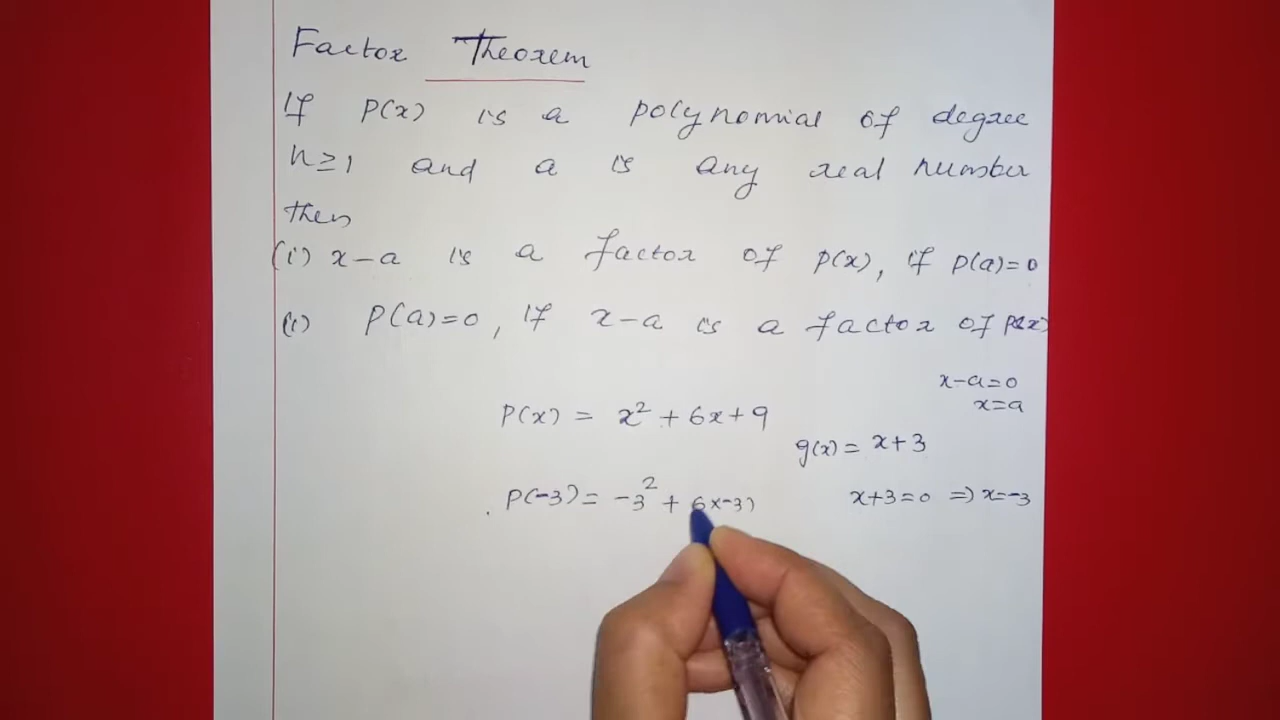 Factor Theorem
If P(x) is a polynomial of degree
n≥1 and a is any real number
then
(i) x-a is a factor of p(x), if p(a)=0
(i) P(a)=0, If x-a is a factor of p(x)
x-a=0
x=a
P(x) = x² + 6x+9
g(x) = x+3
P(-3) = -3² + 6x-3)
x+3=0 => x=-3